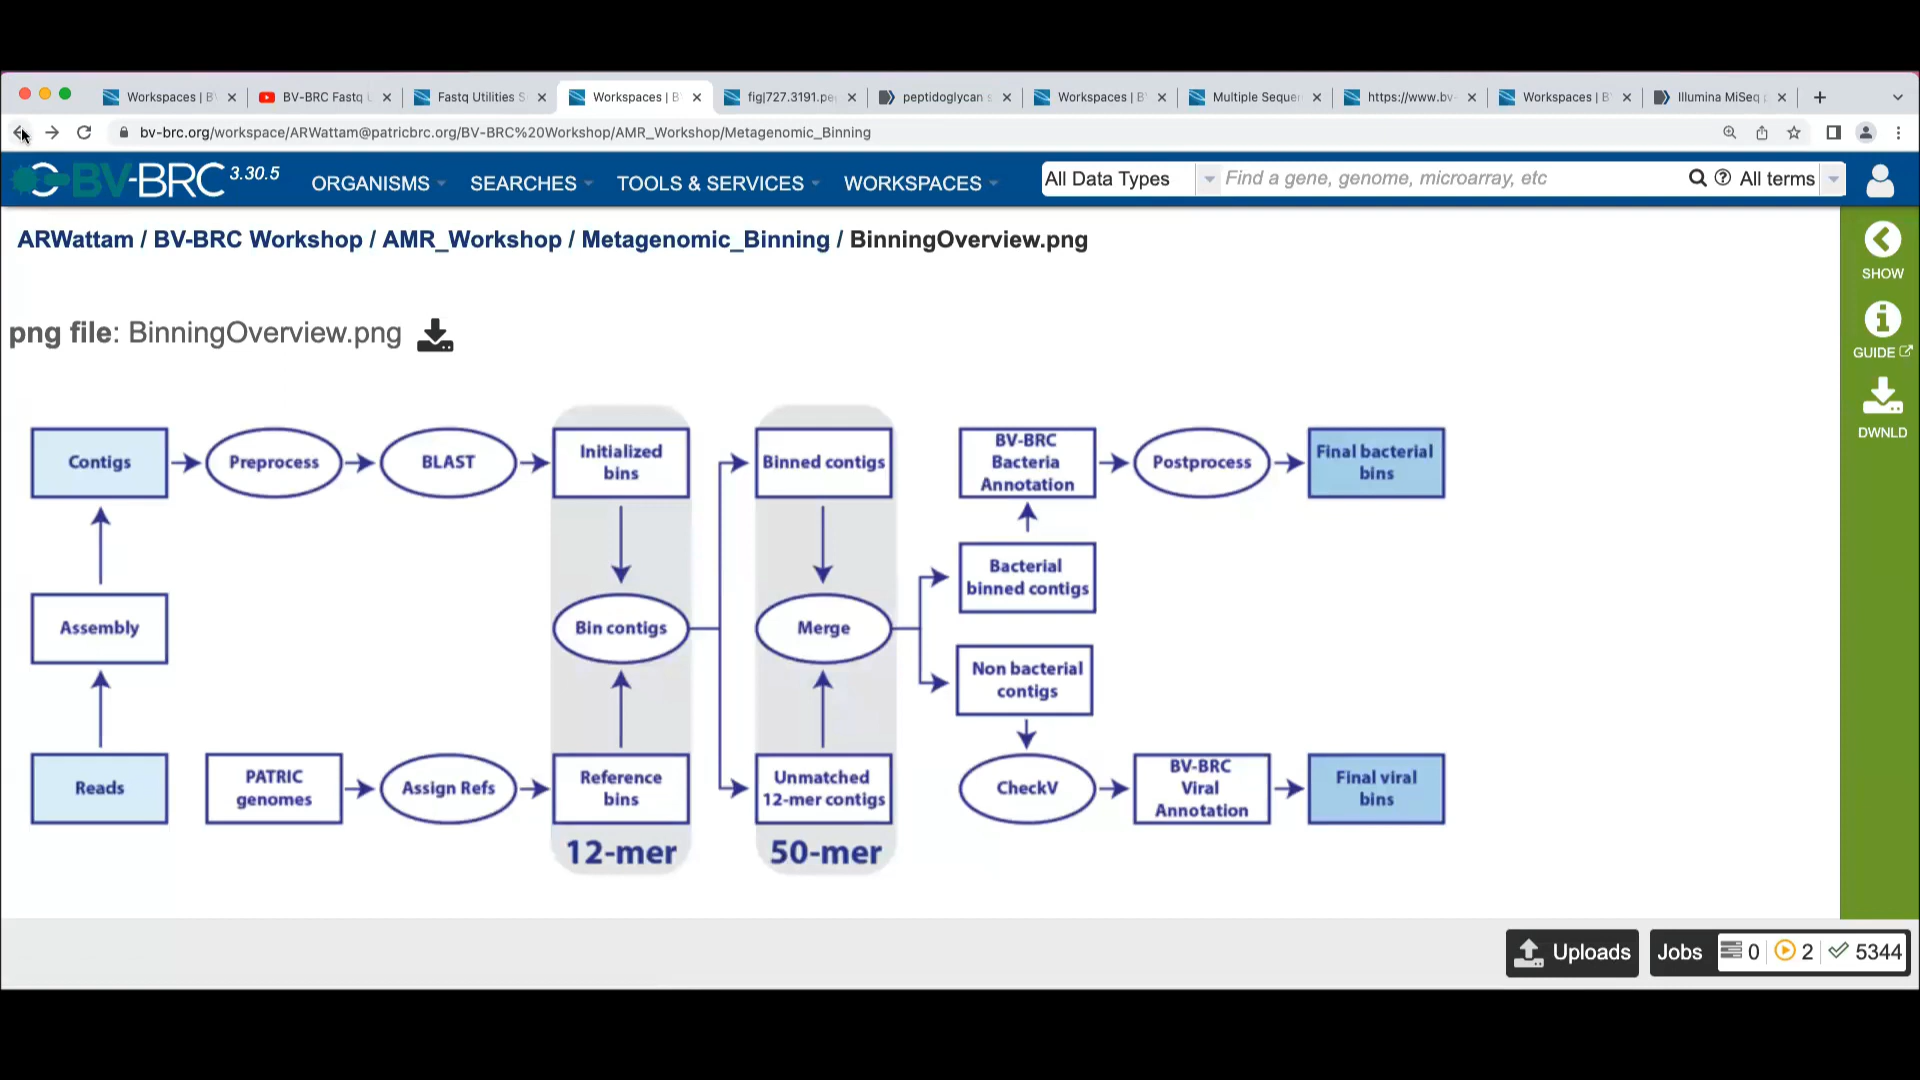 Workspaces | B
BV-BRC Fastq U
Fastq Utilities S
Workspaces | B
fig|727.3191.pe
peptidoglycan s
Workspaces | B
Multiple Sequen
https://www.bv-
Workspaces | B
Illumina MiSeq p
bv-brc.org/workspace/ARWattam@patricbrc.org/BV-BRC%20Workshop/AMR_Workshop/Metagenomic_Binning
BV-BRC 3.30.5
ORGANISMS
SEARCHES
TOOLS & SERVICES
WORKSPACES
All Data Types
Find a gene, genome, microarray, etc
All terms
ARWattam / BV-BRC Workshop / AMR_Workshop / Metagenomic_Binning / BinningOverview.png
SHOW
GUIDE
DWNLD
png file: BinningOverview.png
Contigs
Preprocess
BLAST
Initialized
bins
Binned contigs
BV-BRC
Bacteria
Annotation
Postprocess
Final bacterial
bins
Bacterial
binned contigs
Assembly
Bin contigs
Merge
Non bacterial
contigs
Reads
PATRIC
genomes
Assign Refs
Reference
bins
Unmatched
12-mer contigs
CheckV
BV-BRC
Viral
Annotation
Final viral
bins
12-mer
50-mer
Uploads
Jobs
0
2
5344